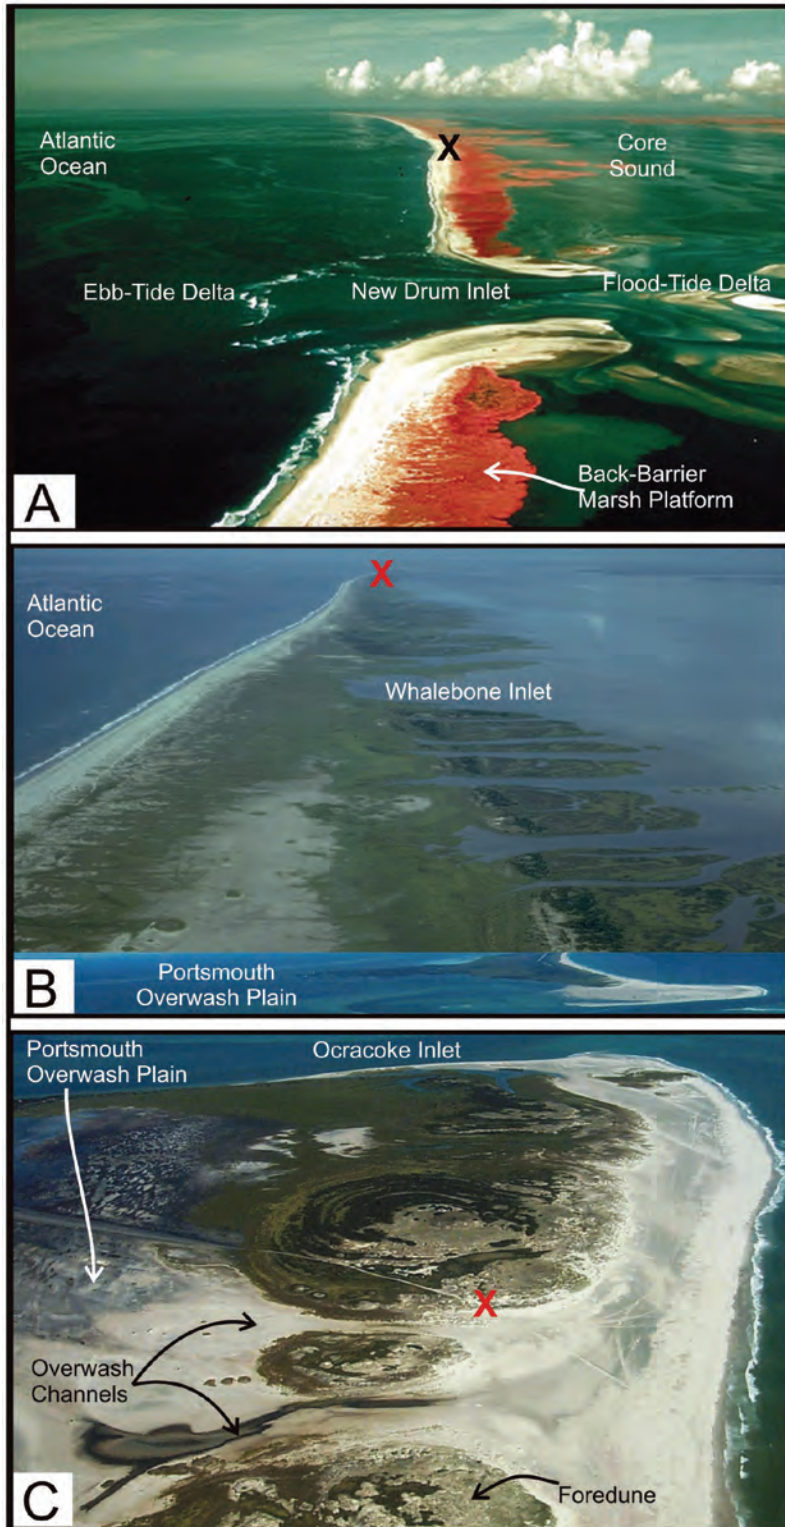 Atlantic
Ocean
X
Core
Sound
Ebb-Tide Delta
New Drum Inlet
Flood-Tide Delta
Back-Barrier
Marsh Platform
A
X
Atlantic
Ocean
Whalebone Inlet
Portsmouth
Overwash Plain
B
Portsmouth
Overwash Plain
Ocracoke Inlet
X
Overwash
Channels
Foredune
C